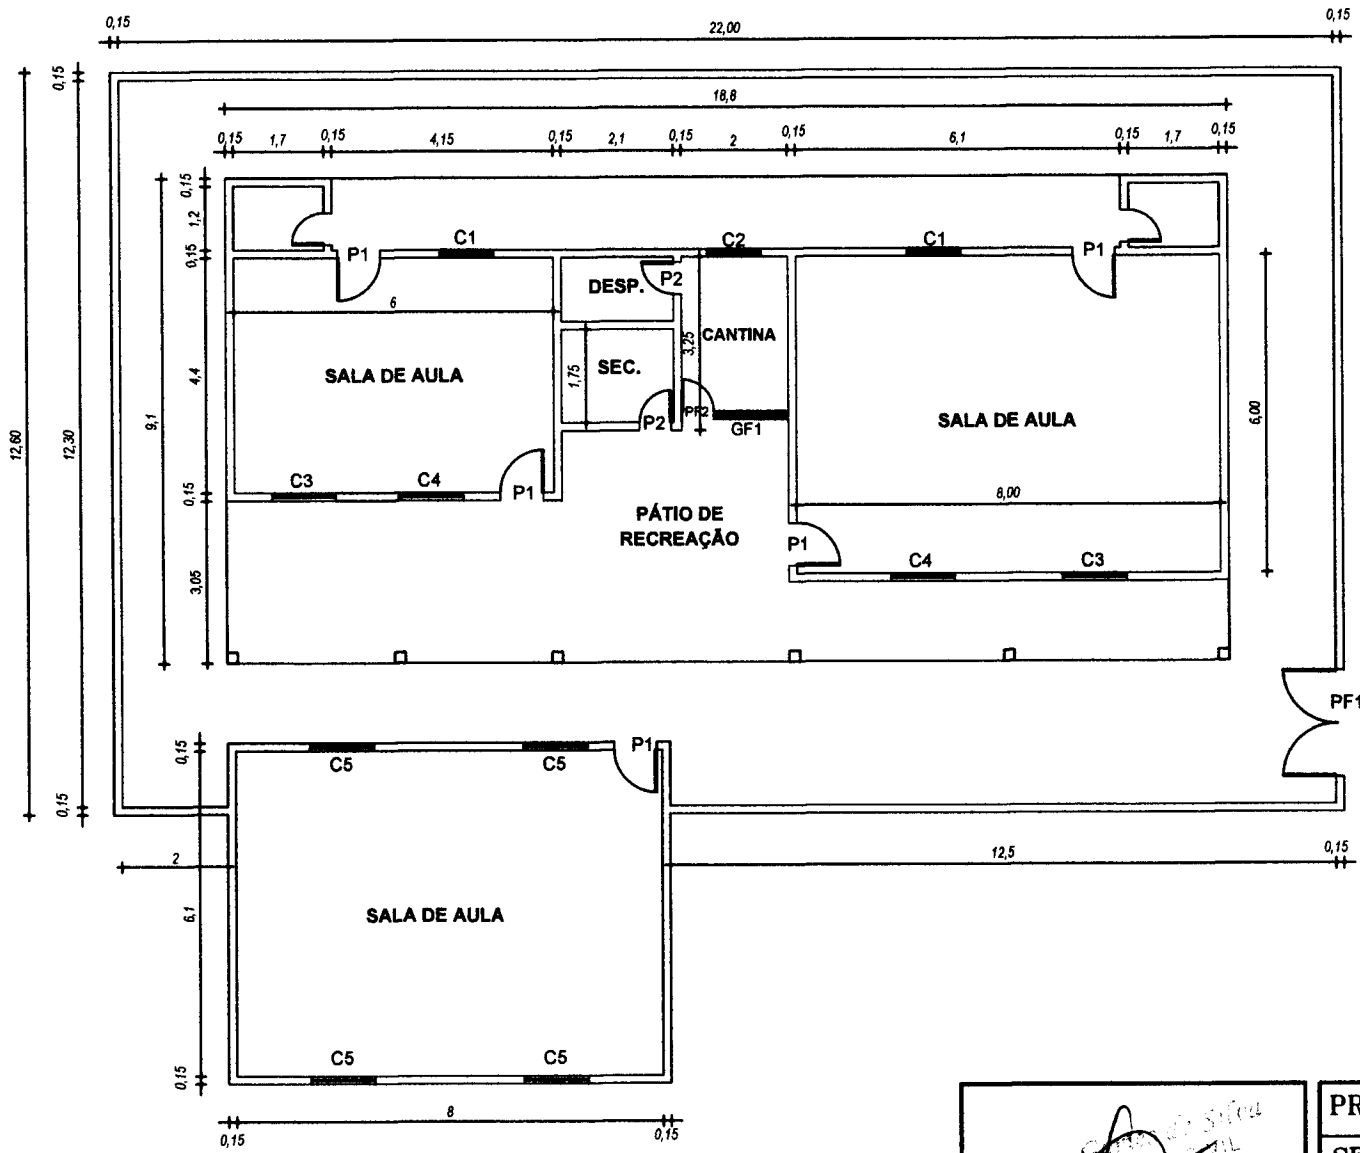 0,15
22,00
0,15
0,15
18,8
0,15
1,7
0,15
4,15
0,15
2,1
0,15
2
0,15
6,1
0,15
1,7
0,15
0,15
1,2
0,15
P1
C1
C2
C1
P1
DESP.
P2
6
CANTINA
3,25
SALA DE AULA
4,4
1,75
SEC.
9,1
12,60
12,30
PF2
P2
GF1
SALA DE AULA
6,00
C3
C4
P1
0,15
8,00
PÁTIO DE
RECREAÇÃO
P1
C4
C3
3,05
PF1
0,15
P1
C5
C5
0,15
2
12,5
0,15
6,1
SALA DE AULA
C5
C5
0,15
8
0,15
0,15
PR